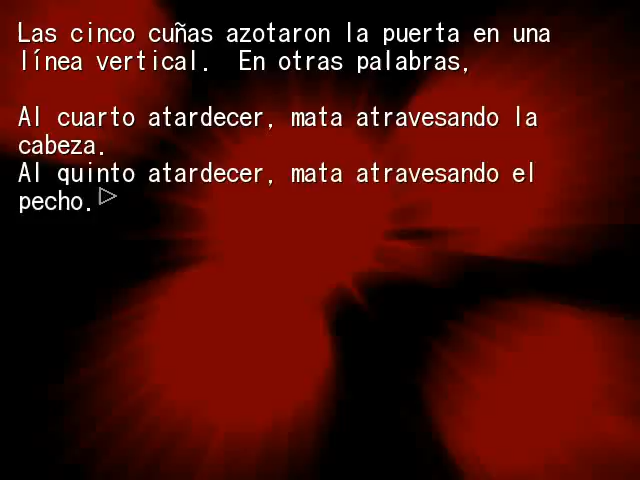 Las cinco cuñas azotaron la puerta en una
línea vertical.  En otras palabras,
Al cuarto atardecer, mata atravesando la
cabeza.
Al quinto atardecer, mata atravesando el
pecho.